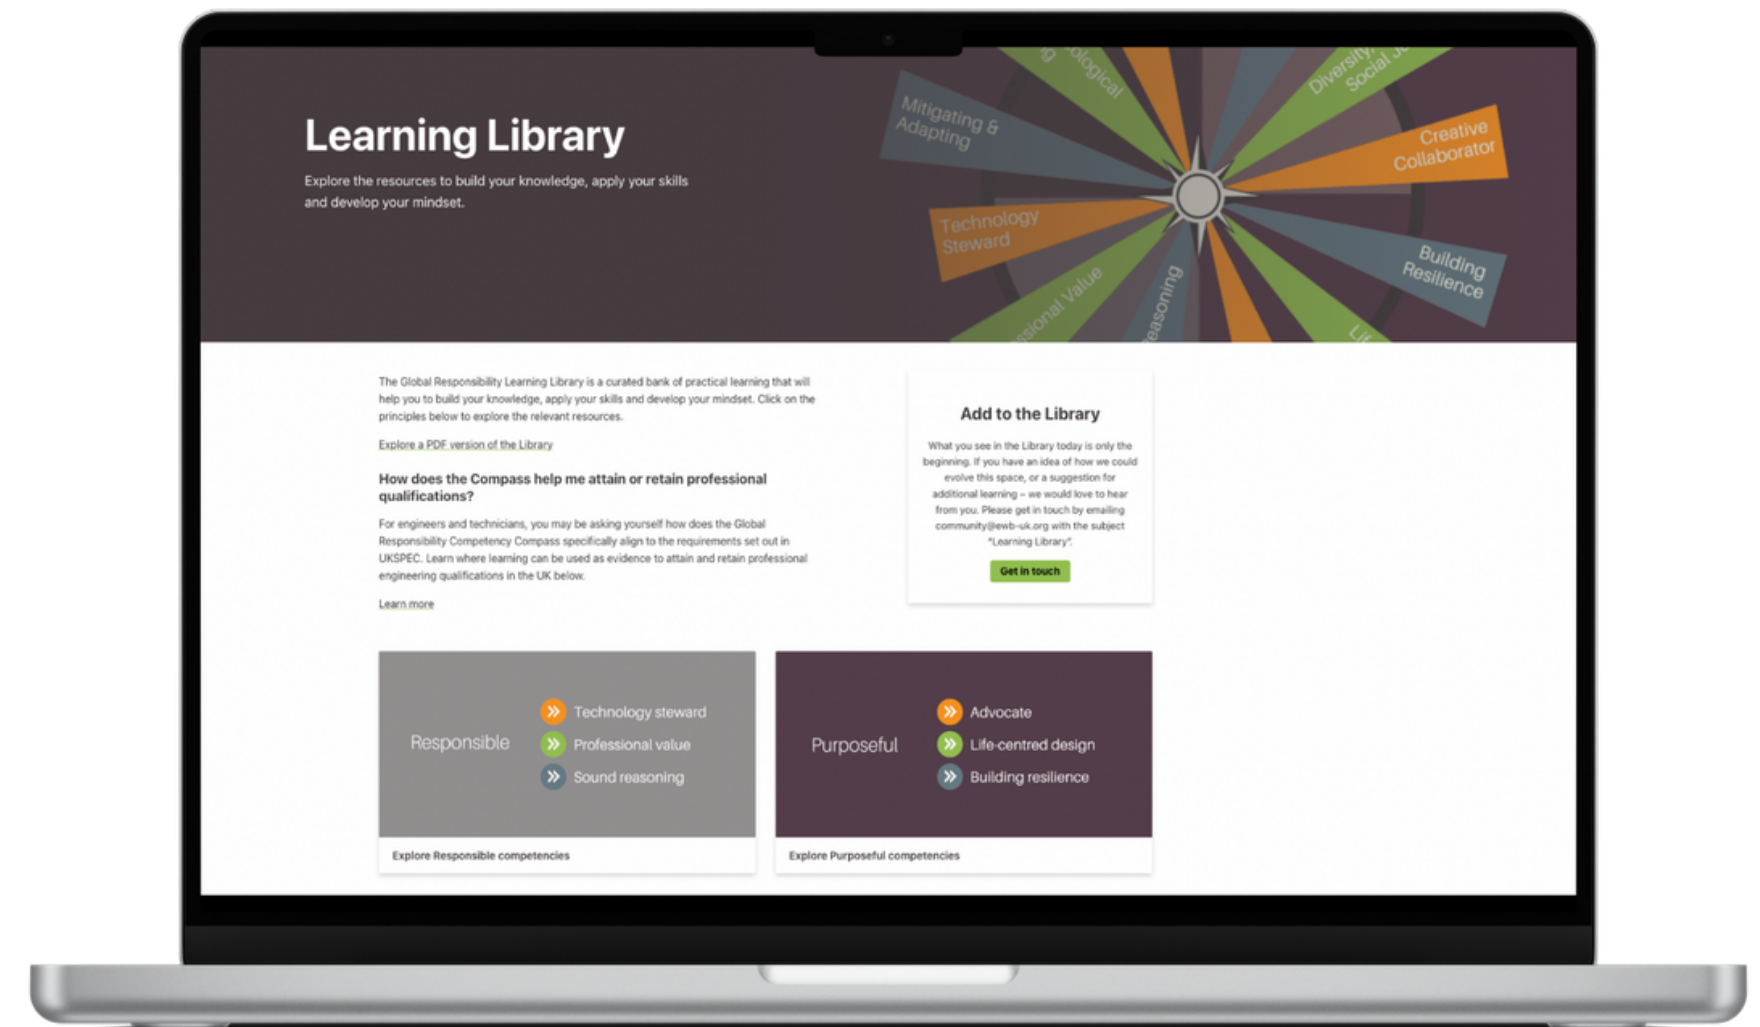 Learning Library
Explore the resources to build your knowledge, apply your skills
and develop your mindset.
ological
Diversity,
Social
Mitigating &
Adapting
Creative
Collaborator
Technology
Steward
Building
Resilience
ssional Value
easoning
The Global Responsibility Learning Library is a curated bank of practical learning that will
help you to build your knowledge, apply your skills and develop your mindset. Click on the
principles below to explore the relevant resources.
Explore a PDF version of the Library
How does the Compass help me attain or retain professional
qualifications?
For engineers and technicians, you may be asking yourself how does the Global
Responsibility Competency Compass specifically align to the requirements set out in
UKSPEC. Learn where learning can be used as evidence to attain and retain professional
engineering qualifications in the UK below.
Learn more
Add to the Library
What you see in the Library today is only the
beginning. If you have an idea of how we could
evolve this space, or a suggestion for
additional learning – we would love to hear
from you. Please get in touch by emailing
community@ewb-uk.org with the subject
"Learning Library".
Get in touch
Responsible
Technology steward
Professional value
Sound reasoning
Explore Responsible competencies
Purposeful
Advocate
Life-centred design
Building resilience
Explore Purposeful competencies